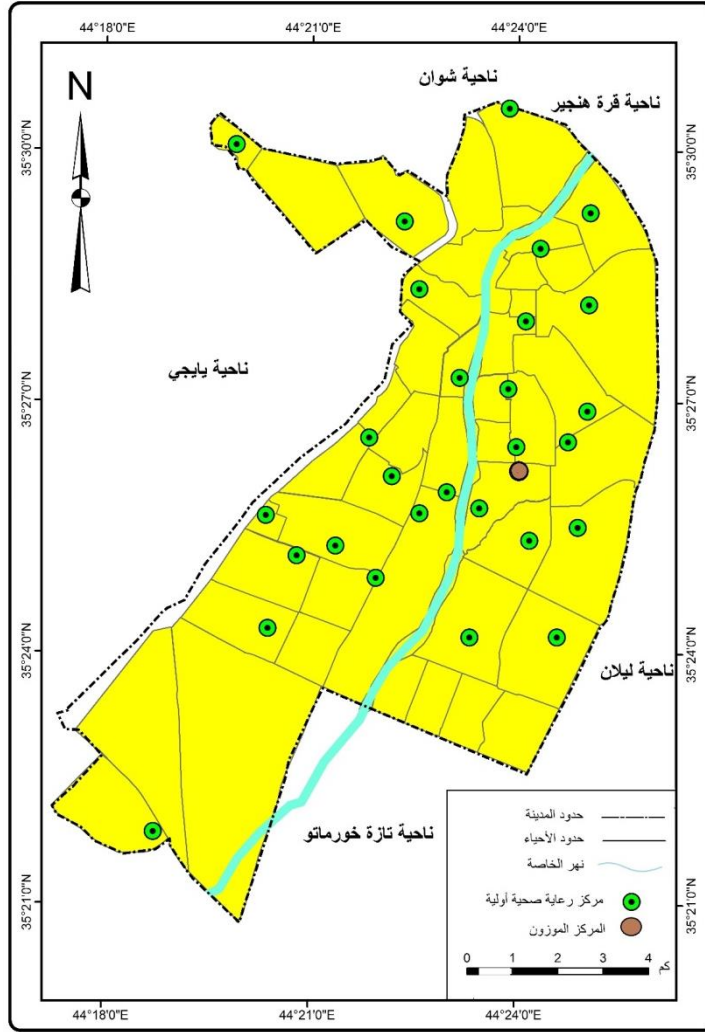 44°18'0"E
44°21'0"E
44°24'0"E
ناحية شوان
ناحية قرة هنجير
N
35°30'0"N
35°30'0"N
ناحية يايجي
35°27'0"N
35°27'0"N
35°24'0"N
35°24'0"N
ناحية ليلان
ناحية تازة خورماتو
حدود المدينة
حدود الأحياء
نهر الخاصة
مركز رعاية صحية أولية
المركز الموزون
0 1 2 3 4 كم
35°21'0"N
35°21'0"N
44°18'0"E
44°21'0"E
44°24'0"E